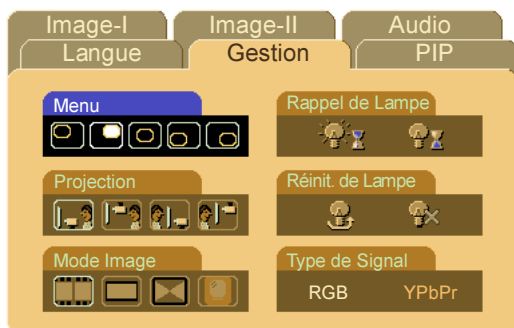 Image-I Image-II Audio
Langue Gestion PIP
Menu
Rappel de Lampe
Projection
Réinit. de Lampe
Mode Image
Type de Signal
RGB YPbPr